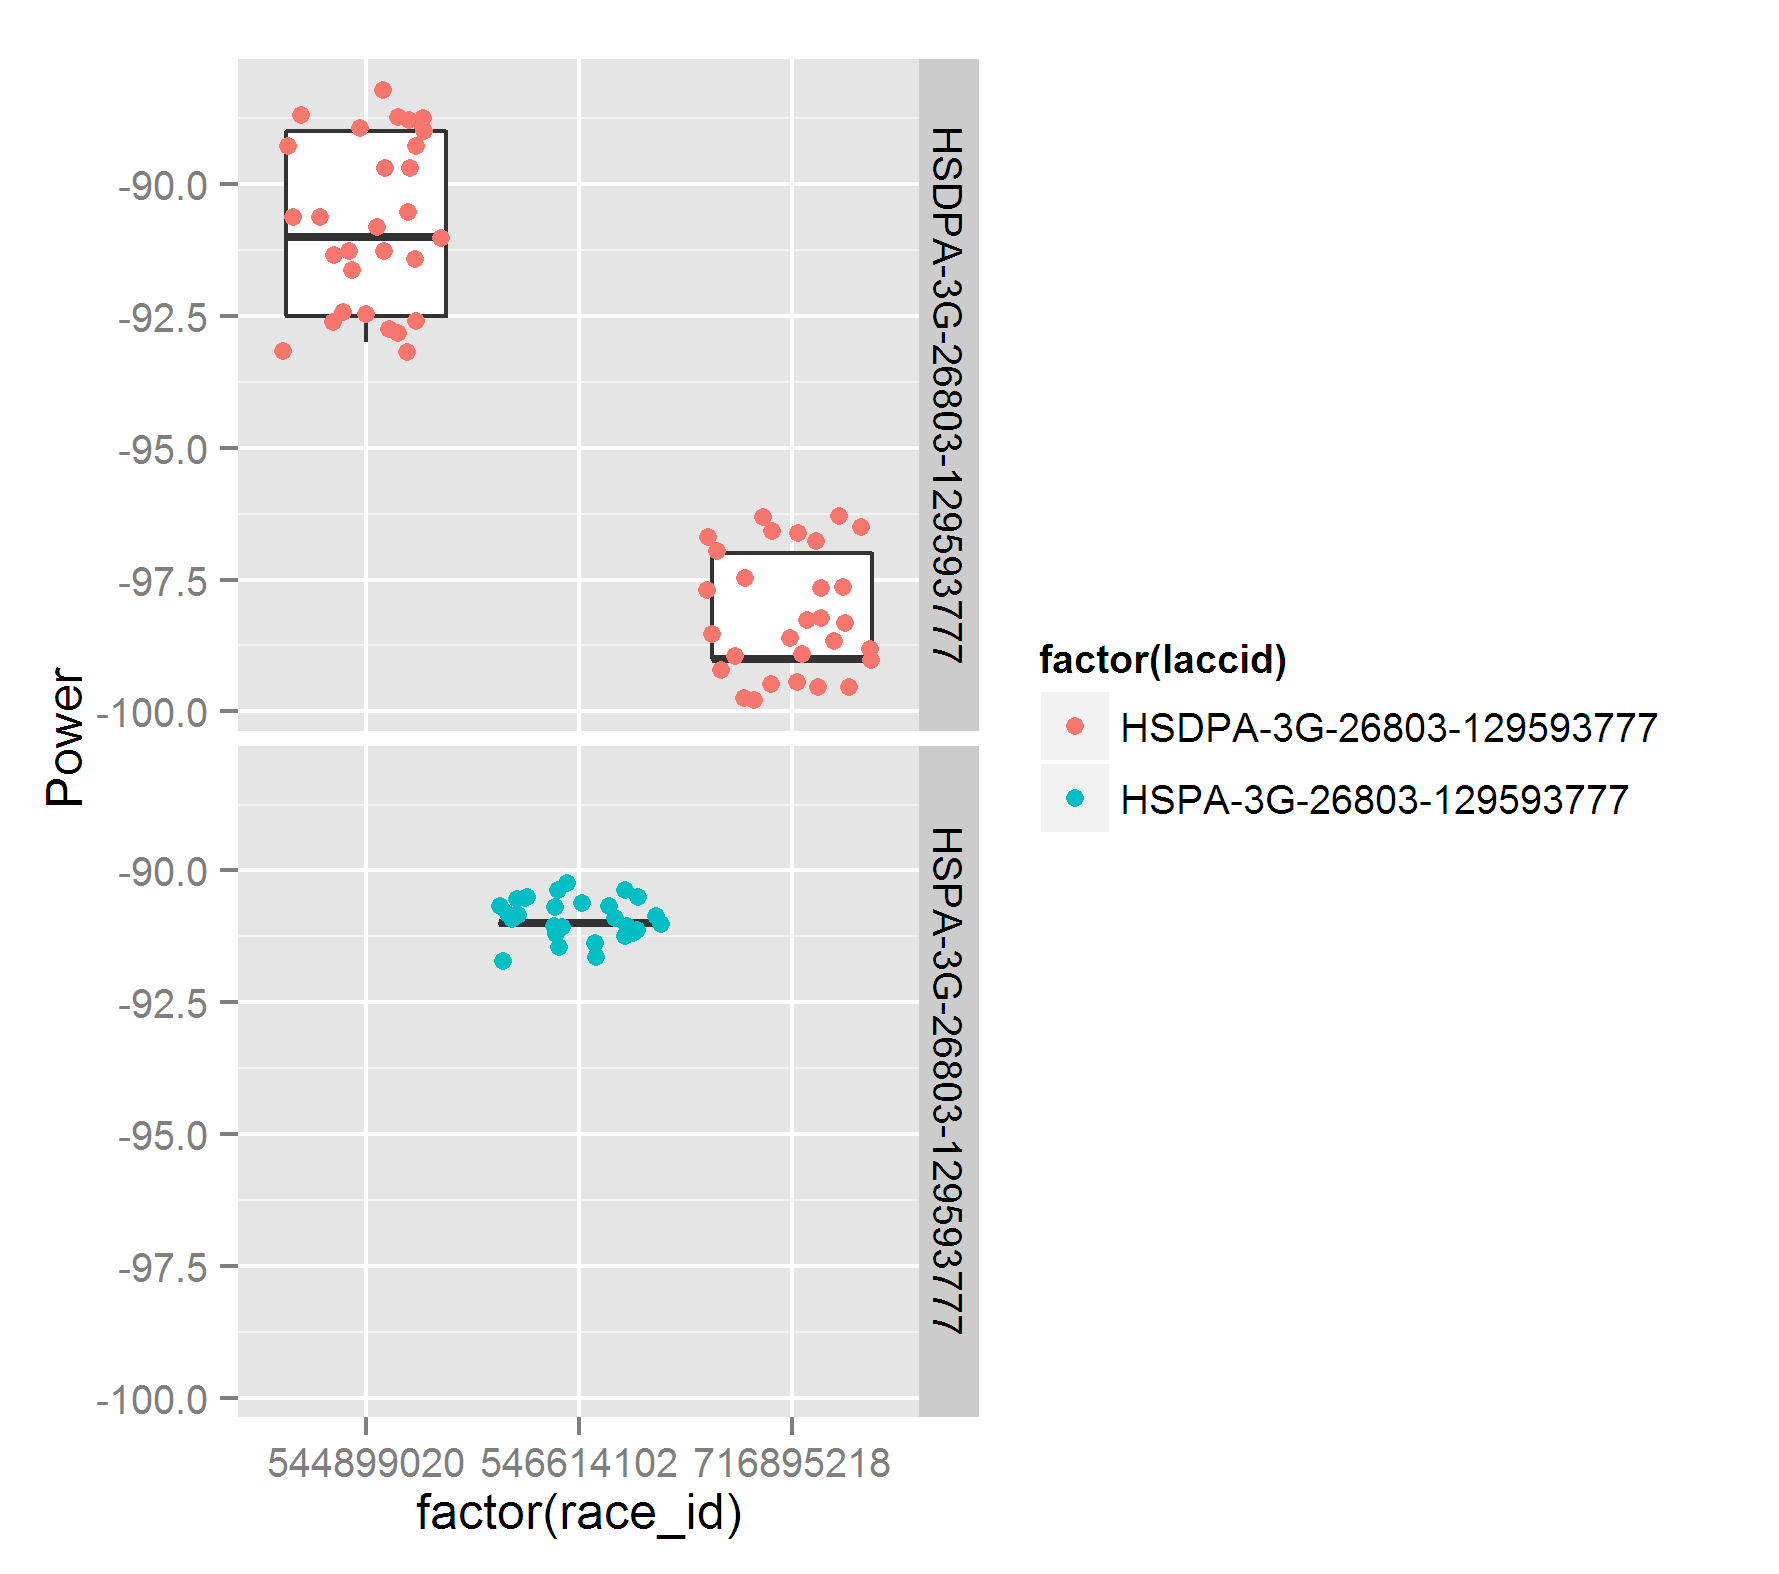 Power
-90.0
-92.5
-95.0
-97.5
-100.0
HSDPA-3G-26803-129593777
-90.0
-92.5
-95.0
-97.5
-100.0
HSPA-3G-26803-129593777
544899020 546614102 716895218
factor(race_id)
factor(laccid)
HSDPA-3G-26803-129593777
HSPA-3G-26803-129593777